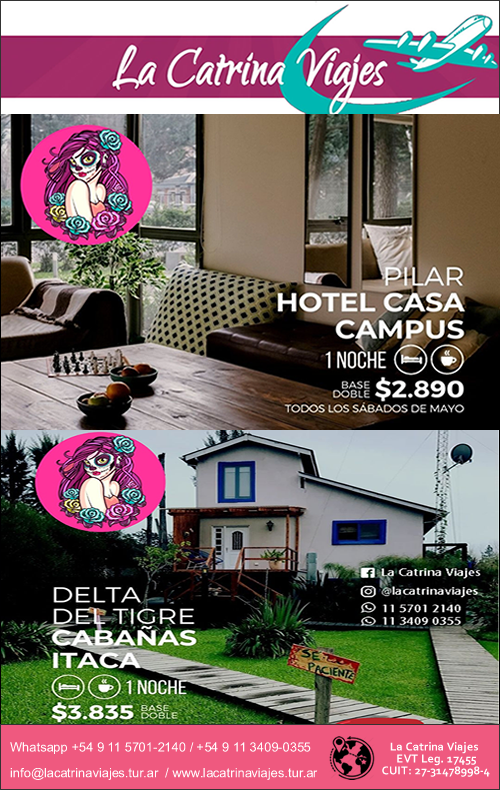 La Catrina Viajes
PILAR
HOTEL CASA
CAMPUS
1 NOCHE
BASE
DOBLE $2.890
TODOS LOS SÁBADOS DE MAYO
La Catrina Viajes
@lacatrinaviajes
11 5701 2140
11 3409 0355
DELTA
DEL TIGRE
CABAÑAS
ITACA
1 NOCHE
$3.835 BASE
DOBLE
SE
PACIENTE
Whatsapp +54 9 11 5701-2140 / +54 9 11 3409-0355
info@lacatrinaviajes.tur.ar / www.lacatrinaviajes.tur.ar
La Catrina Viajes
EVT Leg. 17455
CUIT: 27-31478998-4